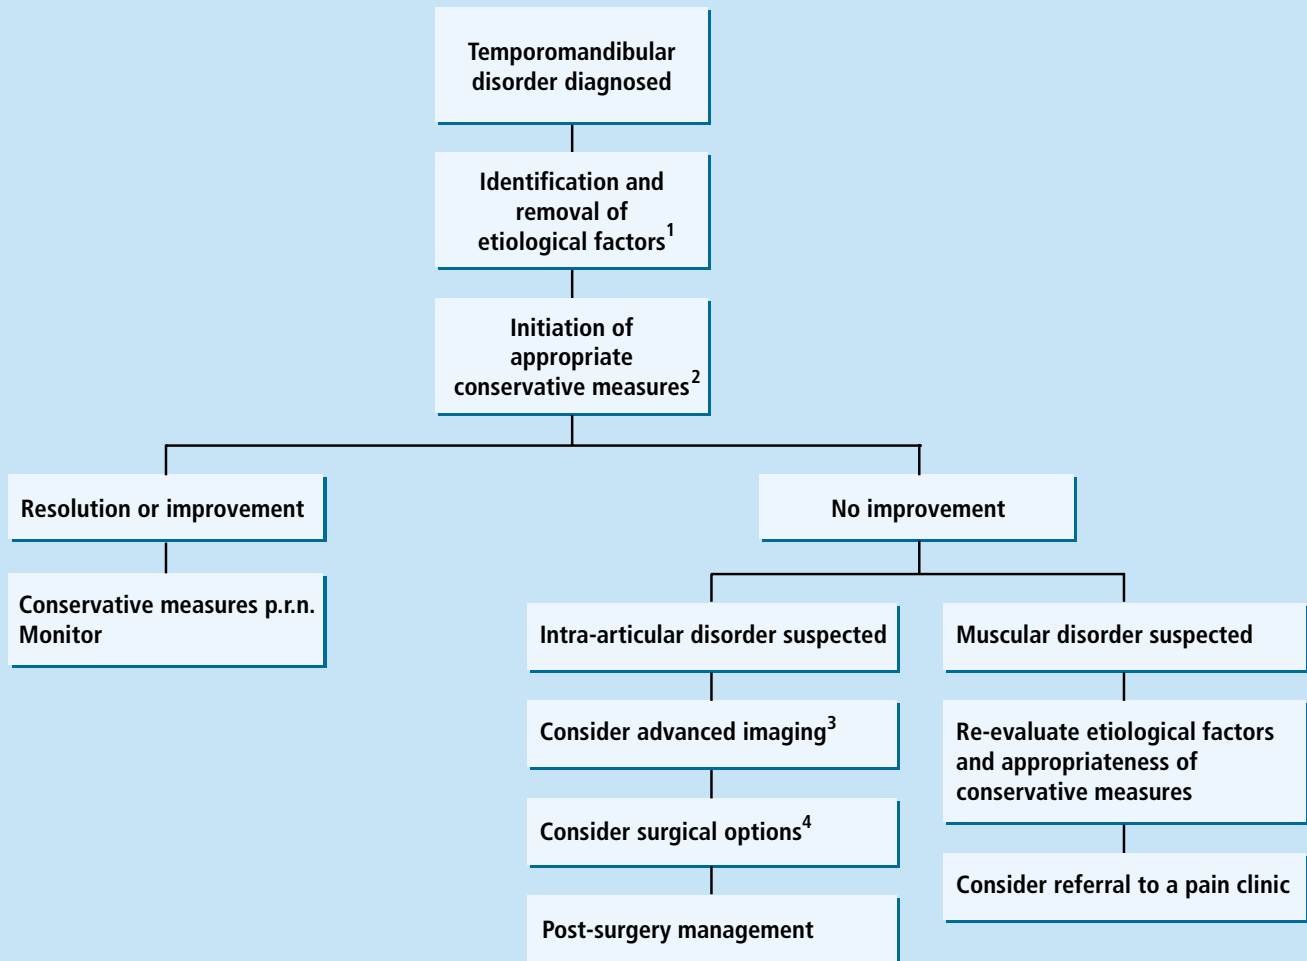 Temporomandibular
disorder diagnosed
Identification and
removal of
etiological factors1
Initiation of
appropriate
conservative measures2
Resolution or improvement
Conservative measures p.r.n.
Monitor
No improvement
Intra-articular disorder suspected
Consider advanced imaging3
Consider surgical options4
Post-surgery management
Muscular disorder suspected
Re-evaluate etiological factors
and appropriateness of
conservative measures
Consider referral to a pain clinic